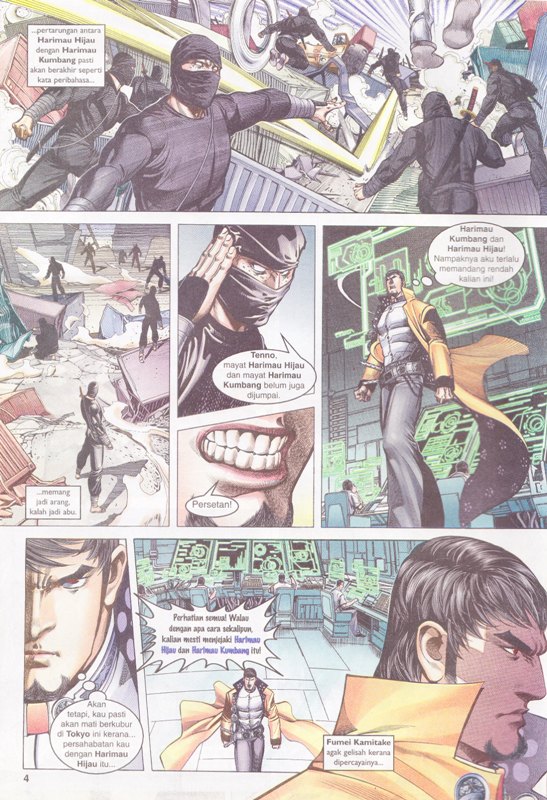 ...pertarungan antara
Harimau Hijau
dengan Harimau
Kumbang pasti
akan berakhir seperti
kata peribahasa...
...memang
jadi arang,
kalah jadi abu.
Tenno,
mayat Harimau Hijau
dan mayat Harimau
Kumbang belum juga
dijumpai.
Persetan!
Harimau
Kumbang dan
Harimau Hijau!
Nampaknya aku terlalu
memandang rendah
kalian ini!
Akan
tetapi, kau pasti
akan mati berkubur
di Tokyo ini kerana...
...persahabatan kau
dengan Harimau
Hijau itu...
Perhatian semua! Walau
dengan apa cara sekalipun,
kalian mesti menjejaki Harimau
Hijau dan Harimau Kumbang itu!
Fumei Kamitake
agak gelisah kerana
dipercayainya...
4